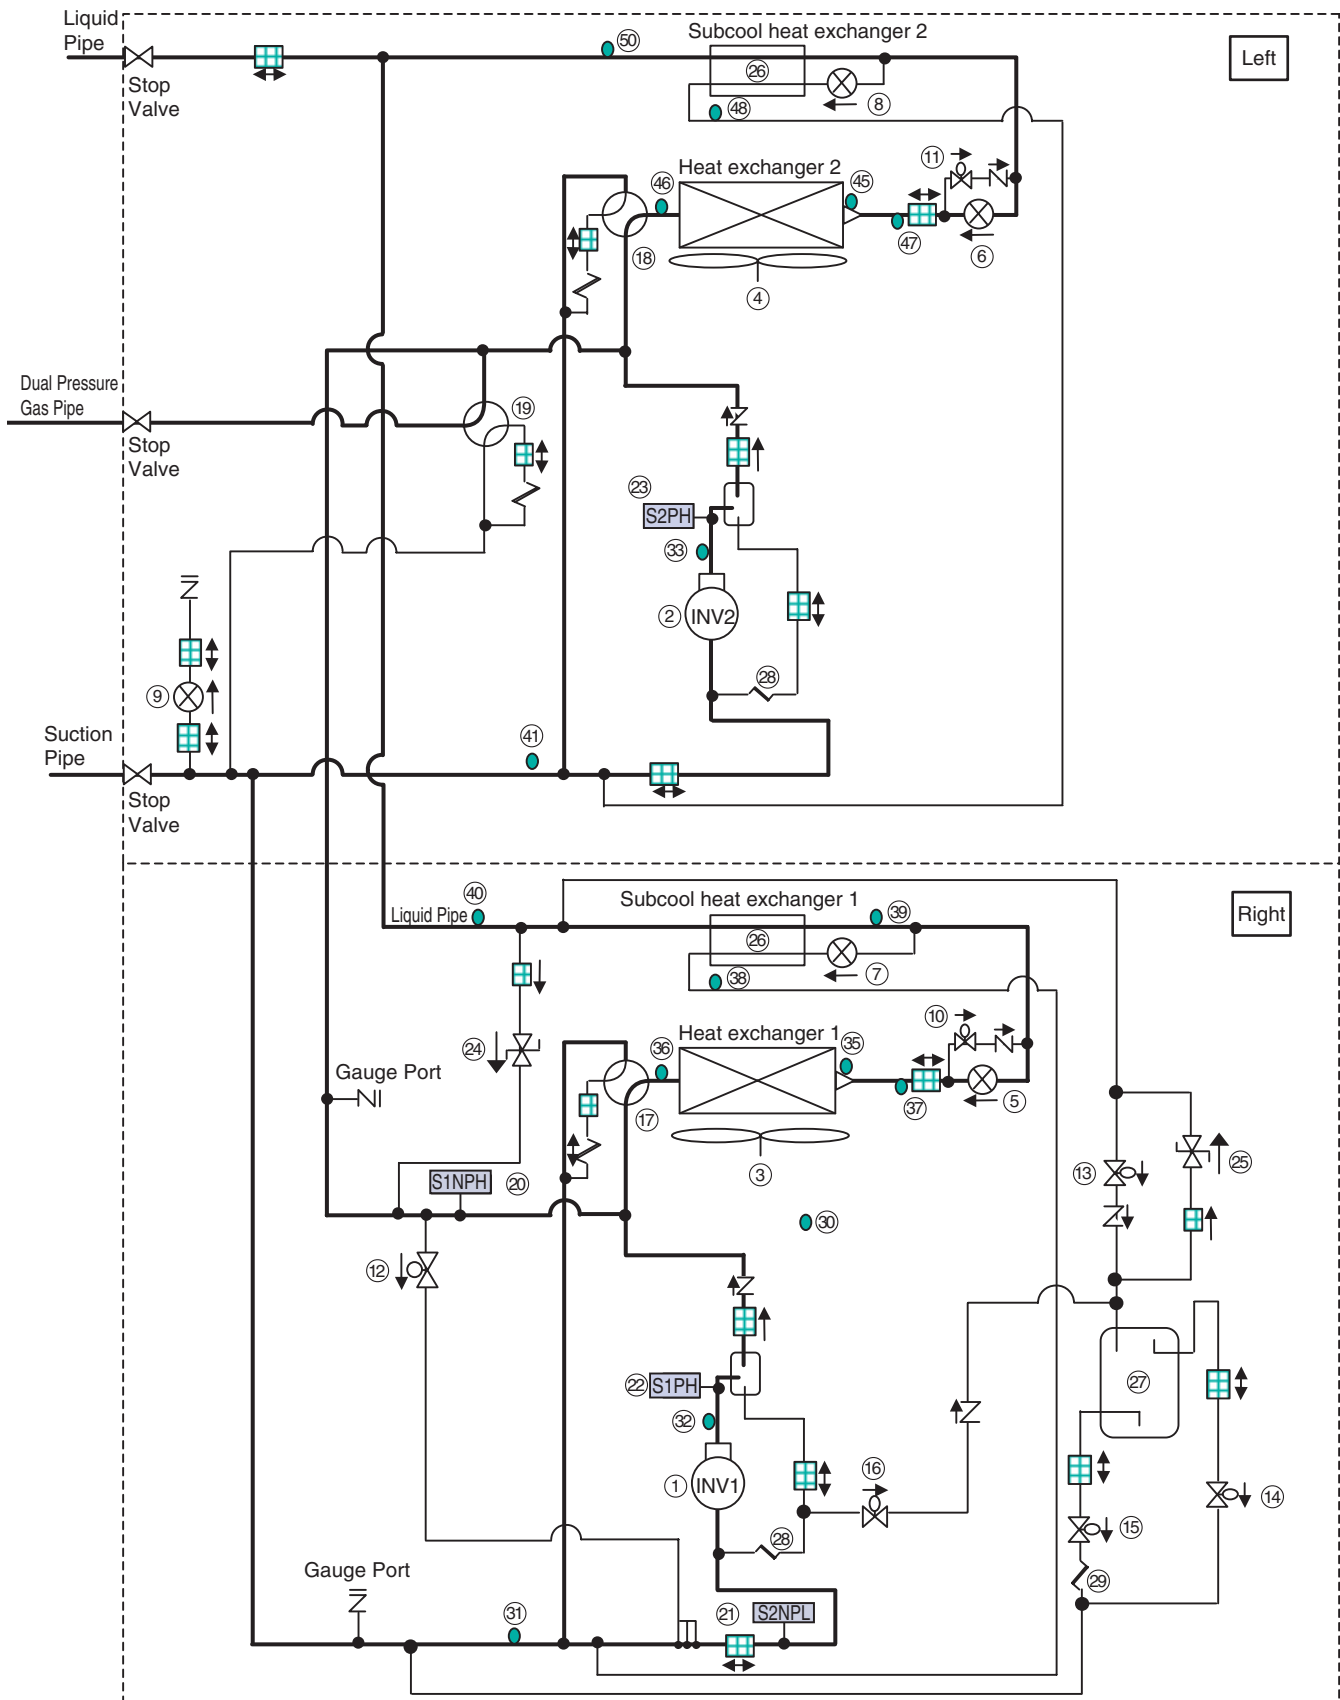 Liquid
Pipe
Stop
Valve
50
Subcool heat exchanger 2
26
8
48
Left
Heat exchanger 2
46
45
11
47
6
18
4
Dual Pressure
Gas Pipe
Stop
Valve
19
23
S2PH
33
2
INV2
28
9
Suction
Pipe
Stop
Valve
41
40
Liquid Pipe
Subcool heat exchanger 1
39
26
7
38
Right
24
Heat exchanger 1
36
35
10
37
5
17
3
Gauge Port
S1NPH
20
30
12
13
25
22
S1PH
32
1
INV1
16
28
27
14
15
29
Gauge Port
31
21
S2NPL